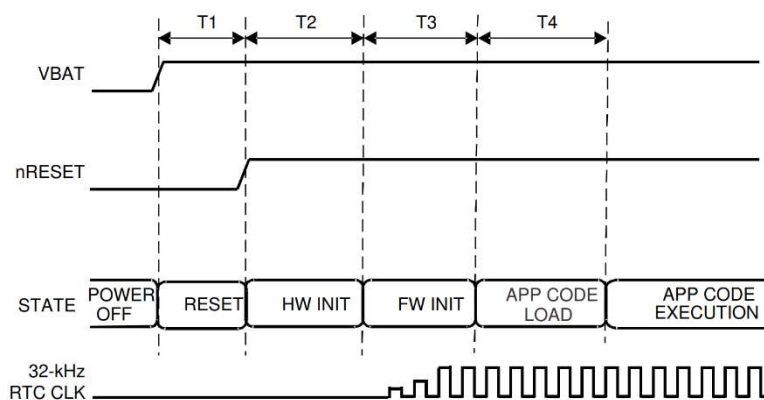 T1 T2 T3 T4
VBAT
nRESET
STATE
POWER
OFF
RESET
HW INIT
FW INIT
APP CODE
LOAD
APP CODE
EXECUTION
32-kHz
RTC CLK